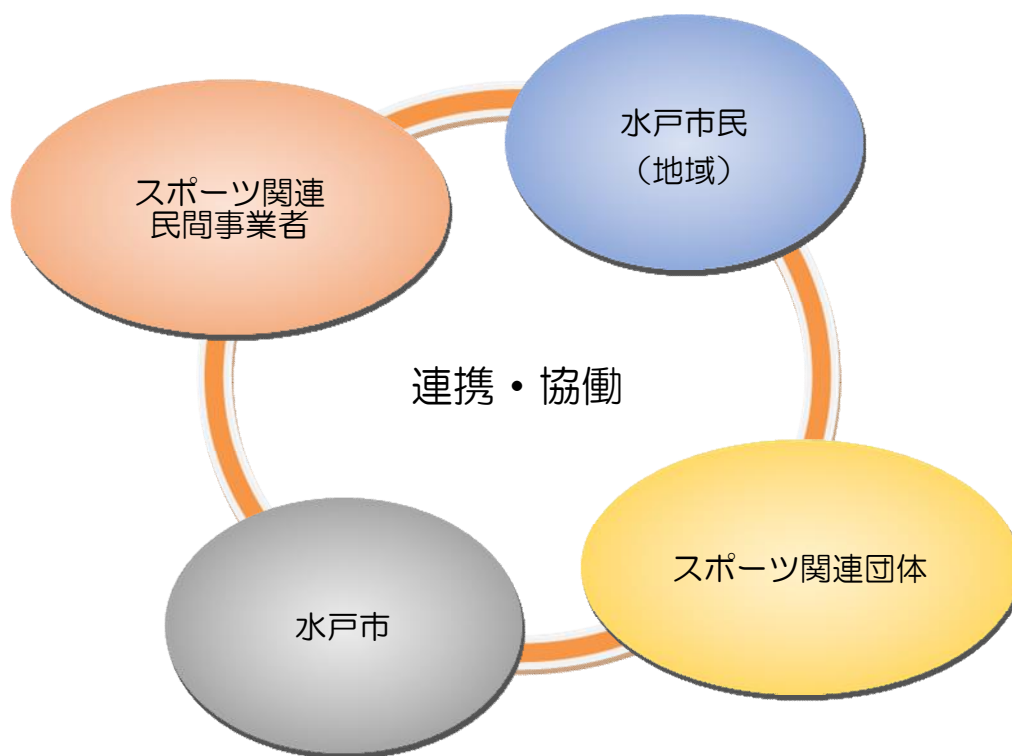 水戸市民
（地域）
スポーツ関連
民間事業者
連携・協働
スポーツ関連団体
水戸市